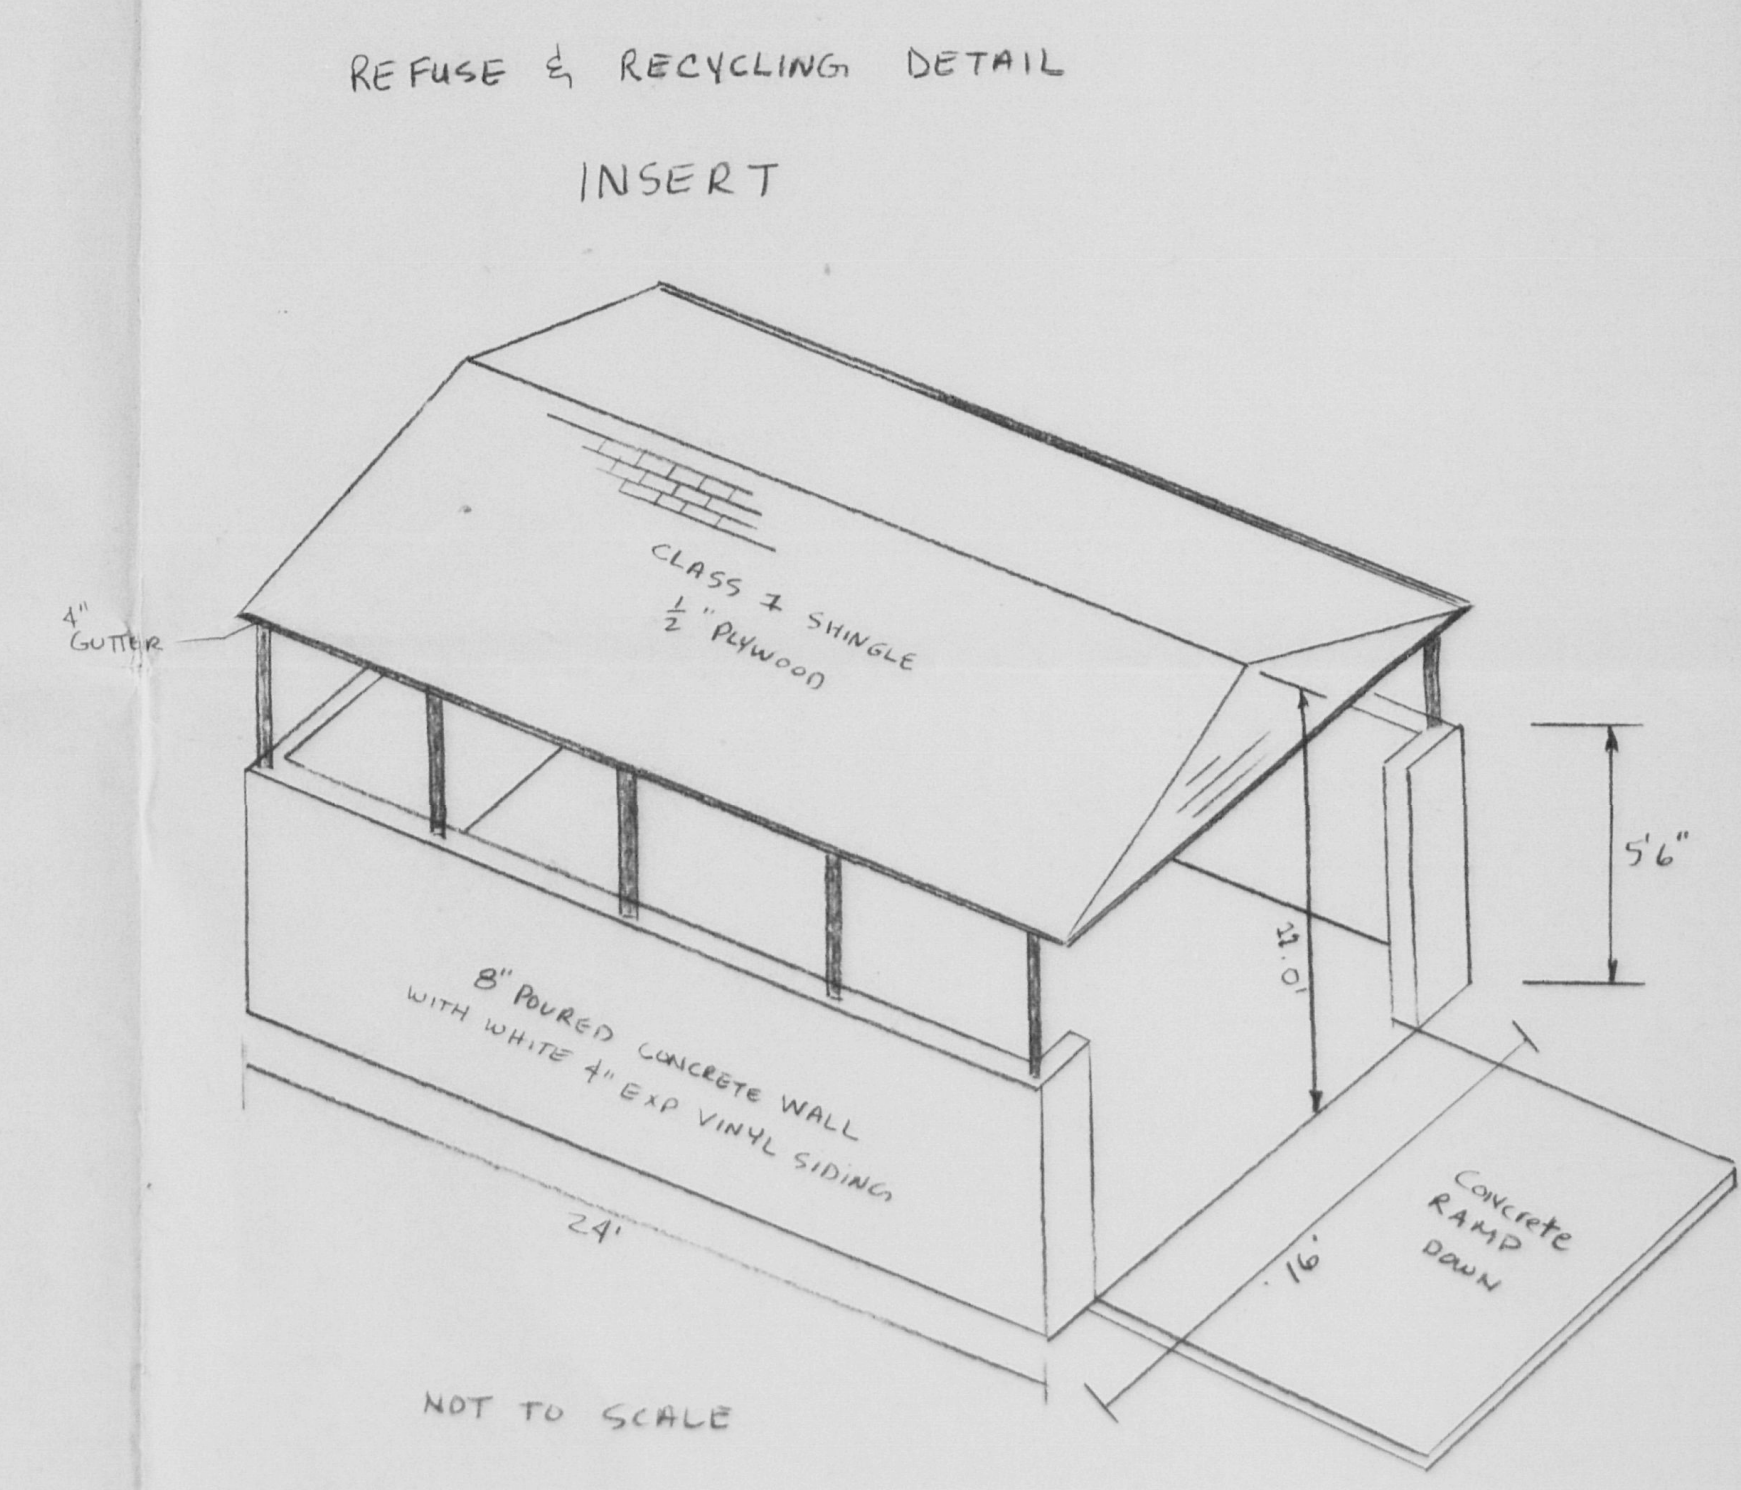 REFUSE & RECYCLING DETAIL
INSERT
CLASS 1 SHINGLE
½" PLYWOOD
4"
GUTTER
5'6"
11.0'
8" POURED CONCRETE WALL
WITH WHITE 4" EXP VINYL SIDING
24'
16'
Concrete
RAMP
DOWN
NOT TO SCALE